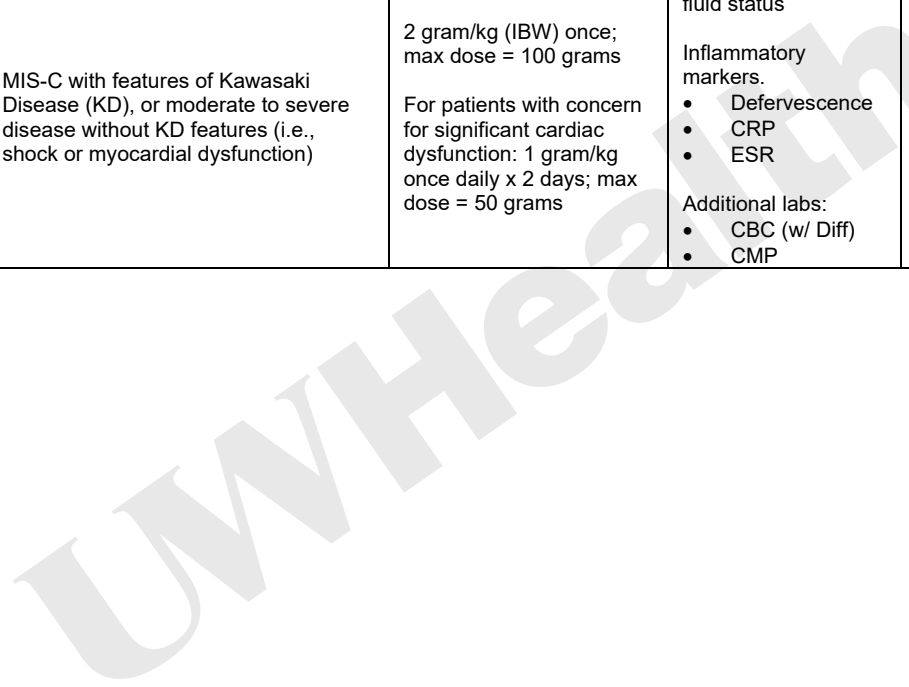 MIS-C with features of Kawasaki
Disease (KD), or moderate to severe
disease without KD features (i.e.,
shock or myocardial dysfunction)
2 gram/kg (IBW) once;
max dose = 100 grams
For patients with concern
for significant cardiac
dysfunction: 1 gram/kg
once daily x 2 days; max
dose = 50 grams
fluid status
Inflammatory
markers.
• Defervescence
• CRP
• ESR
Additional labs:
• CBC (w/ Diff)
• CMP
UWHealth